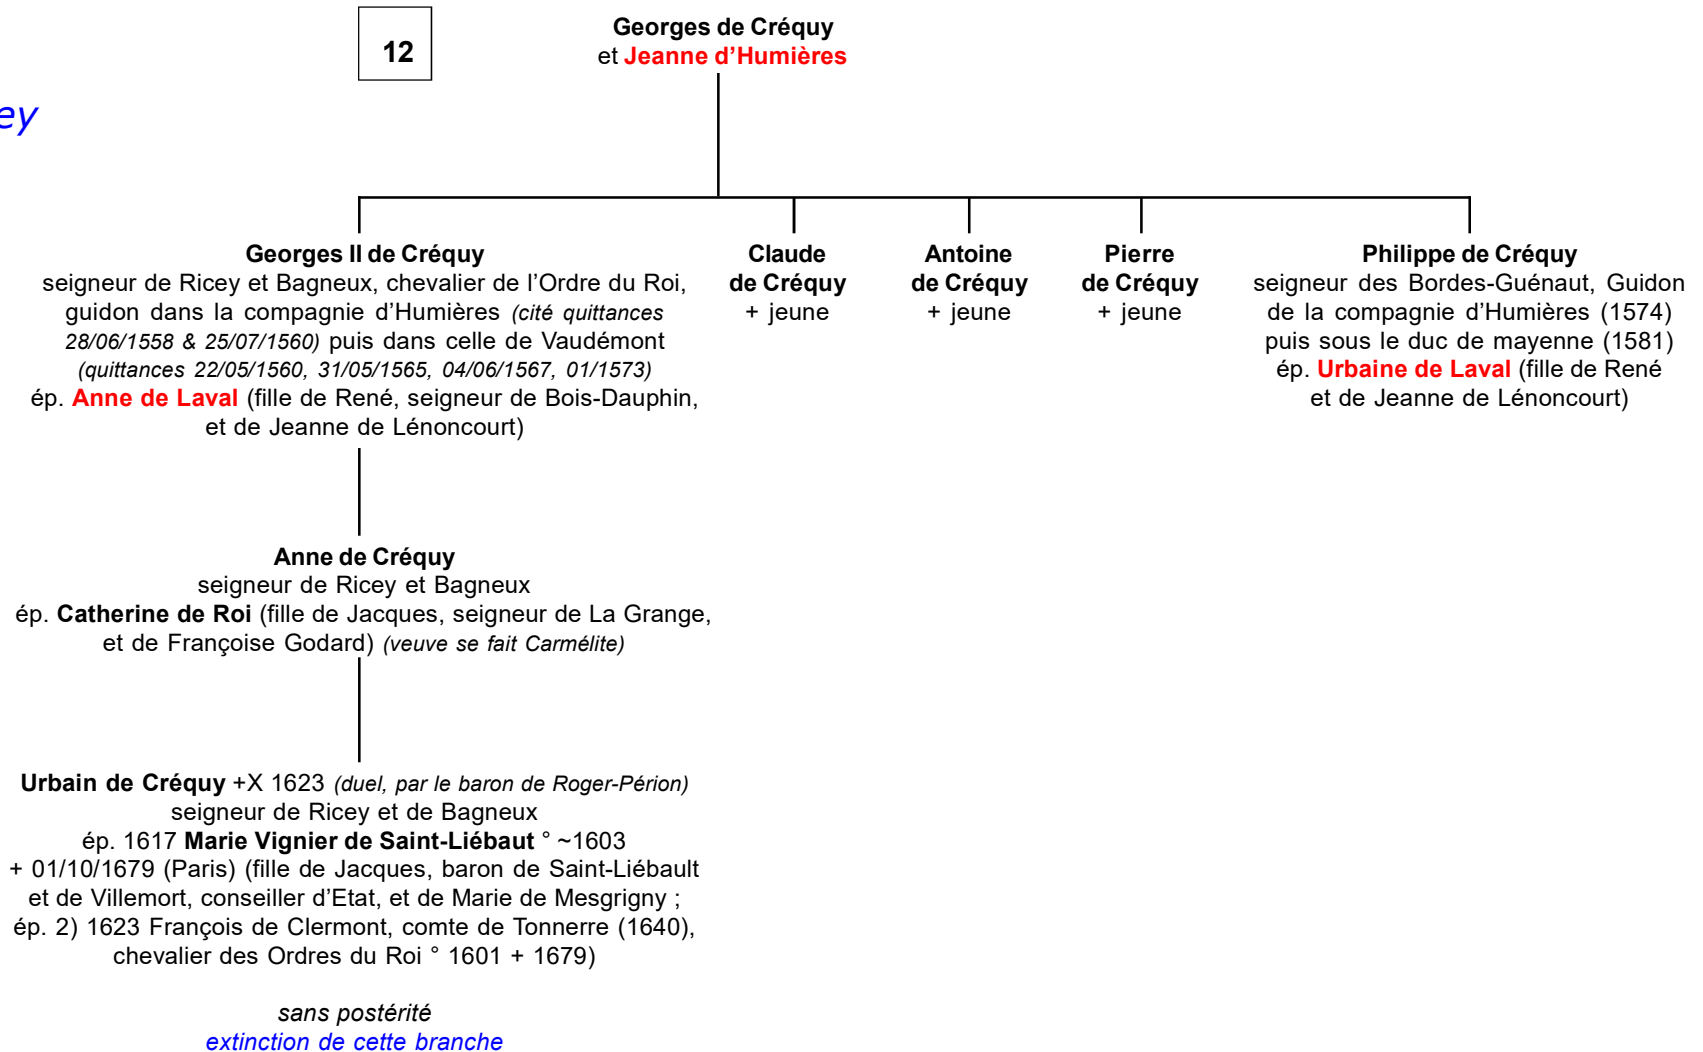 12
Georges de Créquy
et Jeanne d’Humières
ey
Georges II de Créquy
seigneur de Ricey et Bagneux, chevalier de l’Ordre du Roi,
guidon dans la compagnie d’Humières (cité quittances
28/06/1558 & 25/07/1560) puis dans celle de Vaudémont
(quittances 22/05/1560, 31/05/1565, 04/06/1567, 01/1573)
ép. Anne de Laval (fille de René, seigneur de Bois-Dauphin,
et de Jeanne de Lénoncourt)
Claude
de Créquy
+ jeune
Antoine
de Créquy
+ jeune
Pierre
de Créquy
+ jeune
Philippe de Créquy
seigneur des Bordes-Guénaut, Guidon
de la compagnie d’Humières (1574)
puis sous le duc de mayenne (1581)
ép. Urbaine de Laval (fille de René
et de Jeanne de Lénoncourt)
Anne de Créquy
seigneur de Ricey et Bagneux
ép. Catherine de Roi (fille de Jacques, seigneur de La Grange,
et de Françoise Godard) (veuve se fait Carmélite)
Urbain de Créquy +X 1623 (duel, par le baron de Roger-Périon)
seigneur de Ricey et de Bagneux
ép. 1617 Marie Vignier de Saint-Liébaut ° ~1603
+ 01/10/1679 (Paris) (fille de Jacques, baron de Saint-Liébault
et de Villemort, conseiller d’Etat, et de Marie de Mesgrigny ;
ép. 2) 1623 François de Clermont, comte de Tonnerre (1640),
chevalier des Ordres du Roi ° 1601 + 1679)
sans postérité
extinction de cette branche